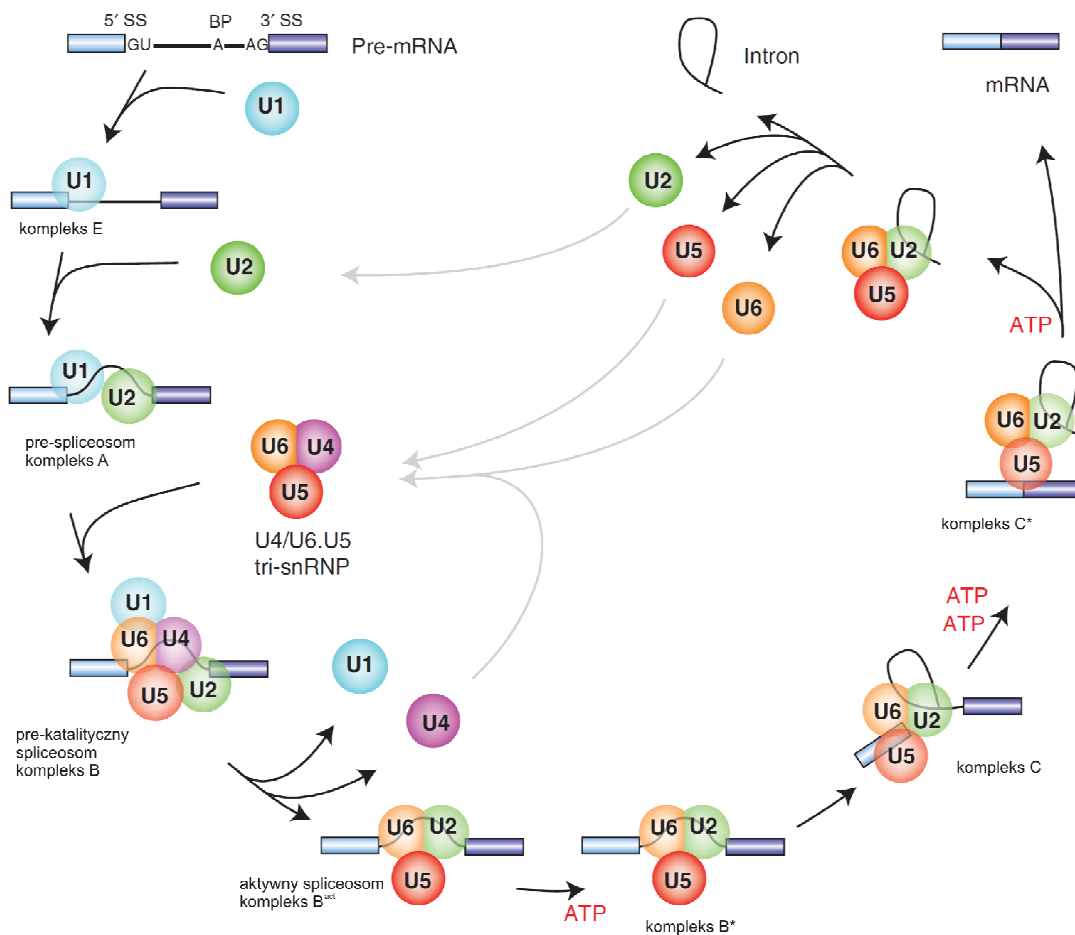 5′ SS
BP
3′ SS
GU
A
AG
Pre-mRNA
U1
U1
kompleks E
U2
U1
U2
pre-spliceosom
kompleks A
U6
U4
U5
U4/U6.U5
tri-snRNP
U1
U6
U4
U5
U2
pre-katalityczny
spliceosom
kompleks B
U1
U4
U6
U2
U5
aktywny spliceosom
kompleks Bact
ATP
U6
U2
U5
kompleks B*
U6
U2
U5
kompleks C
ATP
ATP
U6
U2
U5
kompleks C*
ATP
mRNA
U6
U2
U5
Intron
U2
U5
U6